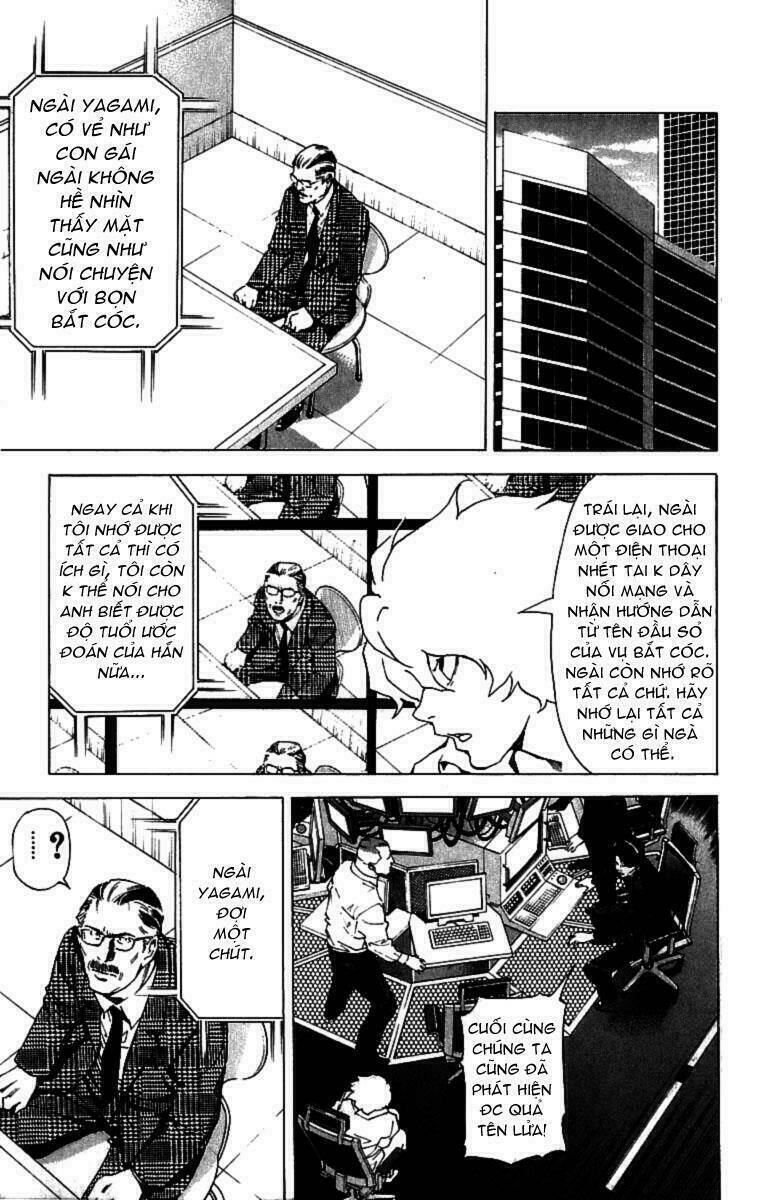 NGÀI YAGAMI,
CÓ VẺ NHƯ
CON GÁI
NGÀI KHÔNG
HỀ NHÌN
THẤY MẶT
CŨNG NHƯ
NÓI CHUYỆN
VỚI BỌN
BẮT CÓC.
TRÁI LẠI, NGÀI
ĐƯỢC GIAO CHO
MỘT ĐIỆN THOẠI
NHÉT TAI K DÂY
NỐI MẠNG VÀ
NHẬN HƯỚNG DẪN
TỪ TÊN ĐẦU SỎ
CỦA VỤ BẮT CÓC.
NGÀI CÒN NHỚ RÕ
TẤT CẢ CHỨ. HÃY
NHỚ LẠI TẤT CẢ
NHỮNG GÌ NGÀ
CÓ THỂ.
NGAY CẢ KHI
TÔI NHỚ ĐƯỢC
TẤT CẢ THÌ CÓ
ÍCH GÌ, TÔI CÒN
K THỂ NÓI CHO
ANH BIẾT ĐƯỢC
ĐỘ TUỔI ƯỚC
ĐOÁN CỦA HẮN
NỮA...
CUỐI CÙNG
CHÚNG TA
CŨNG ĐÃ
PHÁT HIỆN
ĐC QUẢ
TÊN LỬA!
NGÀI
YAGAMI,
ĐỢI
MỘT
CHÚT.
...?